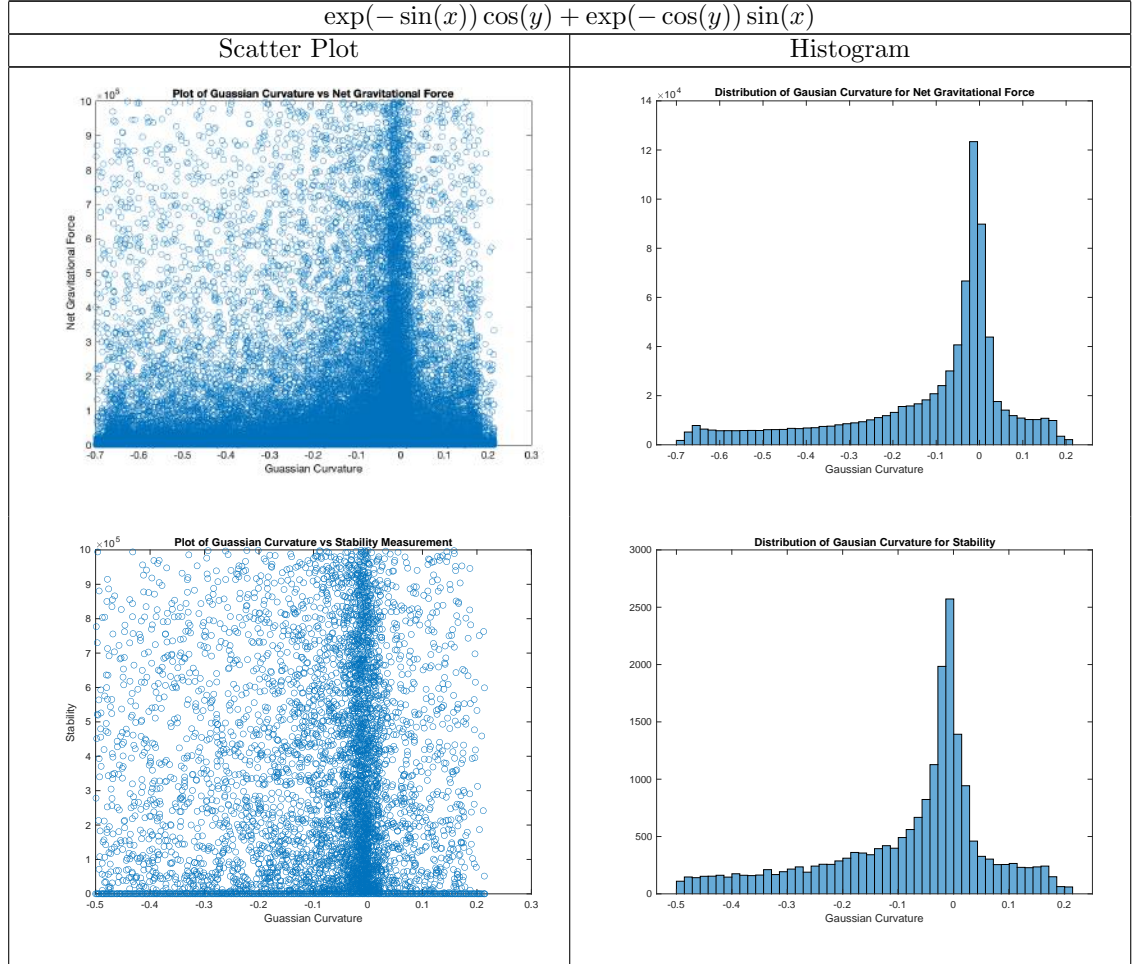 exp(− sin(x)) cos(y) + exp(− cos(y)) sin(x)
Scatter Plot
Histogram
Plot of Guassian Curvature vs Net Gravitational Force
×10^5
10
9
8
7
6
5
4
3
2
1
0
Net Gravitational Force
-0.7 -0.6 -0.5 -0.4 -0.3 -0.2 -0.1 0 0.1 0.2 0.3
Guassian Curvature
Distribution of Gausian Curvature for Net Gravitational Force
×10^4
14
12
10
8
6
4
2
0
-0.7 -0.6 -0.5 -0.4 -0.3 -0.2 -0.1 0 0.1 0.2
Gaussian Curvature
Plot of Guassian Curvature vs Stability Measurement
×10^5
10
9
8
7
6
5
4
3
2
1
0
Stability
-0.5 -0.4 -0.3 -0.2 -0.1 0 0.1 0.2 0.3
Guassian Curvature
Distribution of Gausian Curvature for Stability
3000
2500
2000
1500
1000
500
0
-0.5 -0.4 -0.3 -0.2 -0.1 0 0.1 0.2
Gaussian Curvature